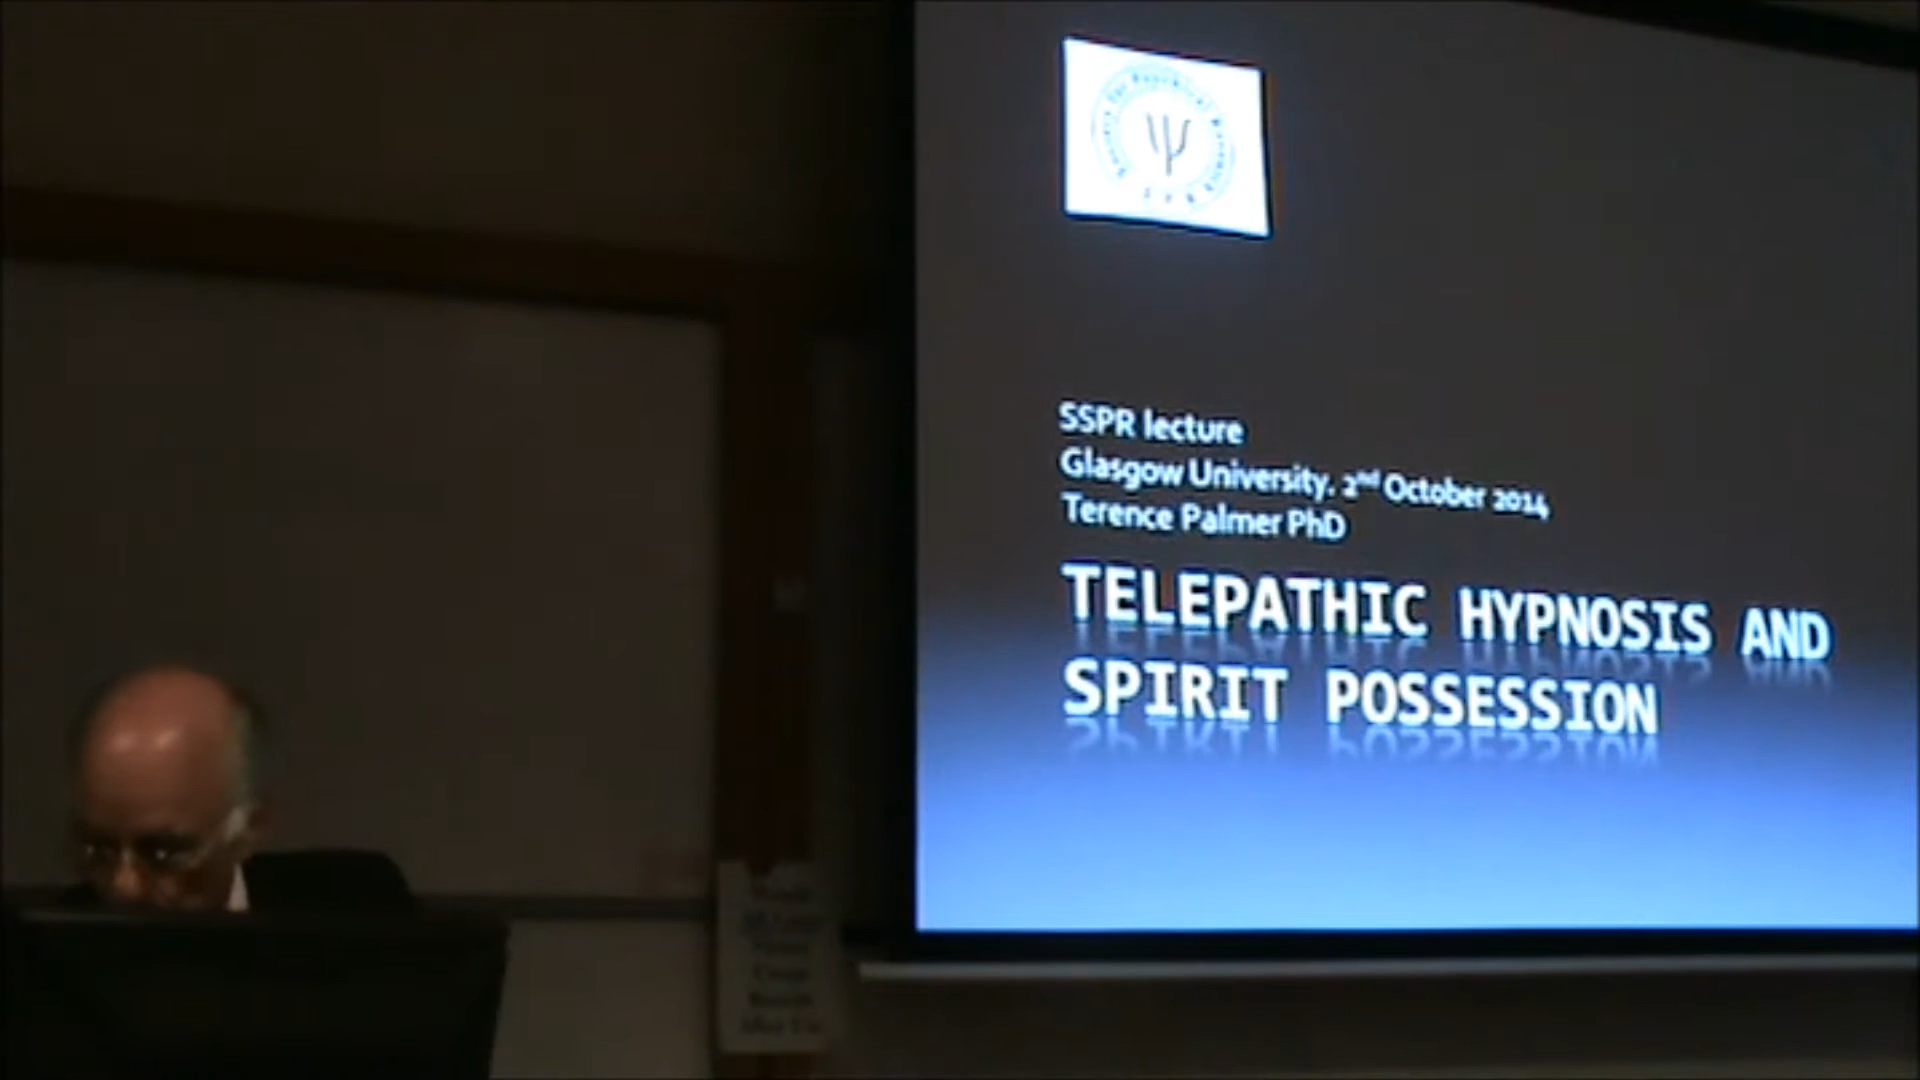 ψ
SSPR lecture
Glasgow University. 2nd October 2014
Terence Palmer PhD
TELEPATHIC HYPNOSIS AND
SPIRIT POSSESSION